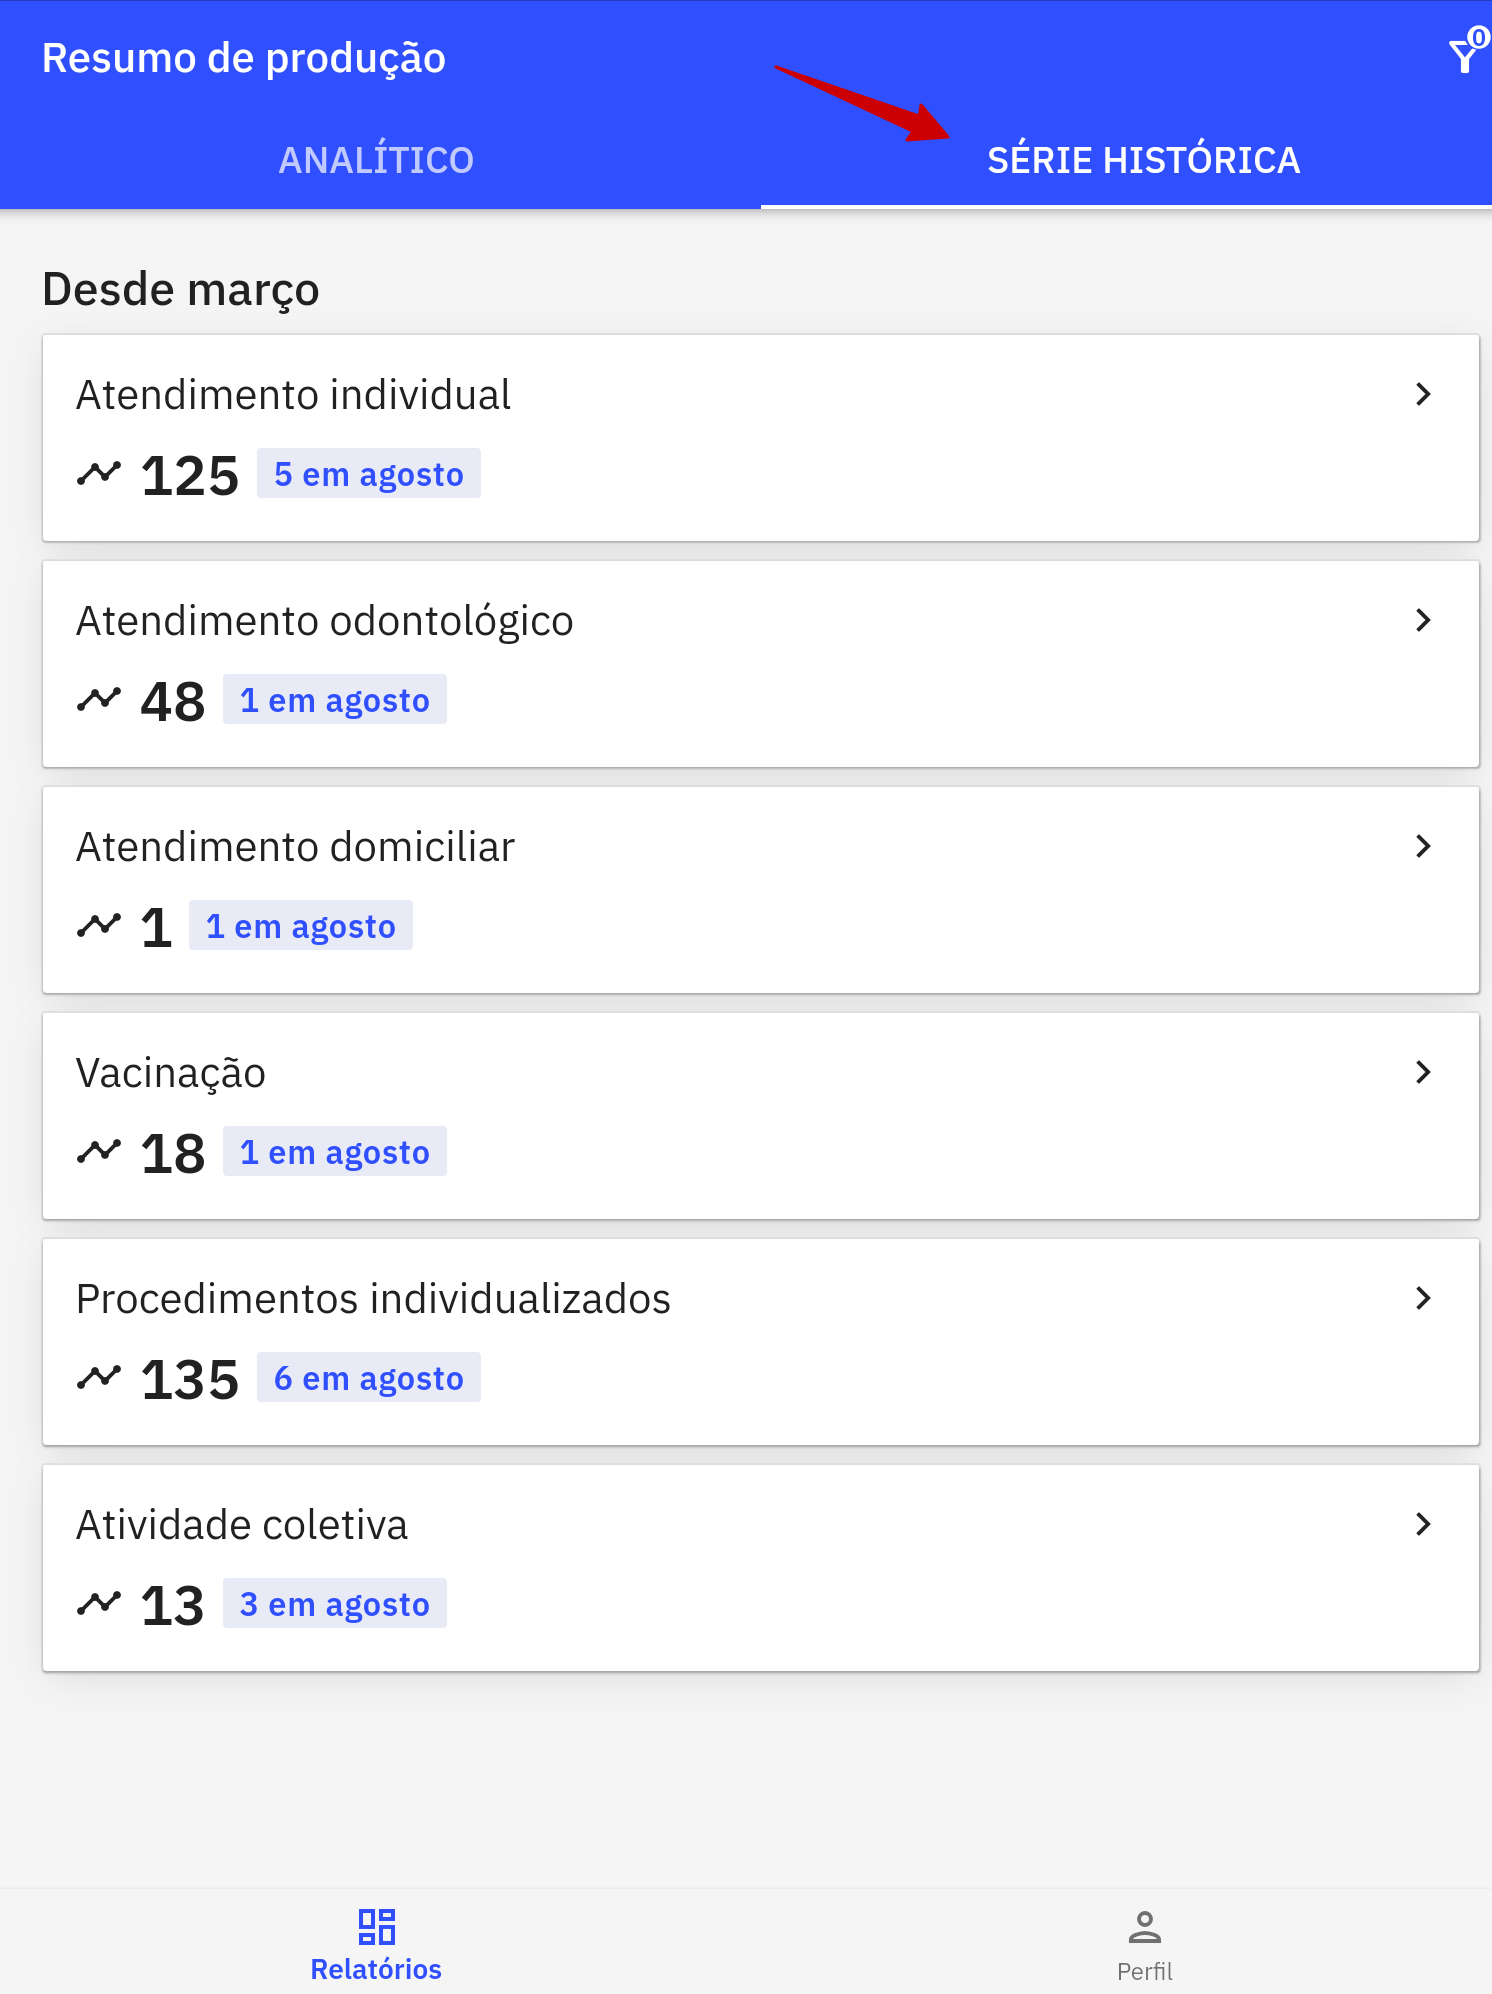 Resumo de produção
0
ANALÍTICO
SÉRIE HISTÓRICA
Desde março
Atendimento individual
125 5 em agosto
Atendimento odontológico
48 1 em agosto
Atendimento domiciliar
1 1 em agosto
Vacinação
18 1 em agosto
Procedimentos individualizados
135 6 em agosto
Atividade coletiva
13 3 em agosto
Relatórios
Perfil